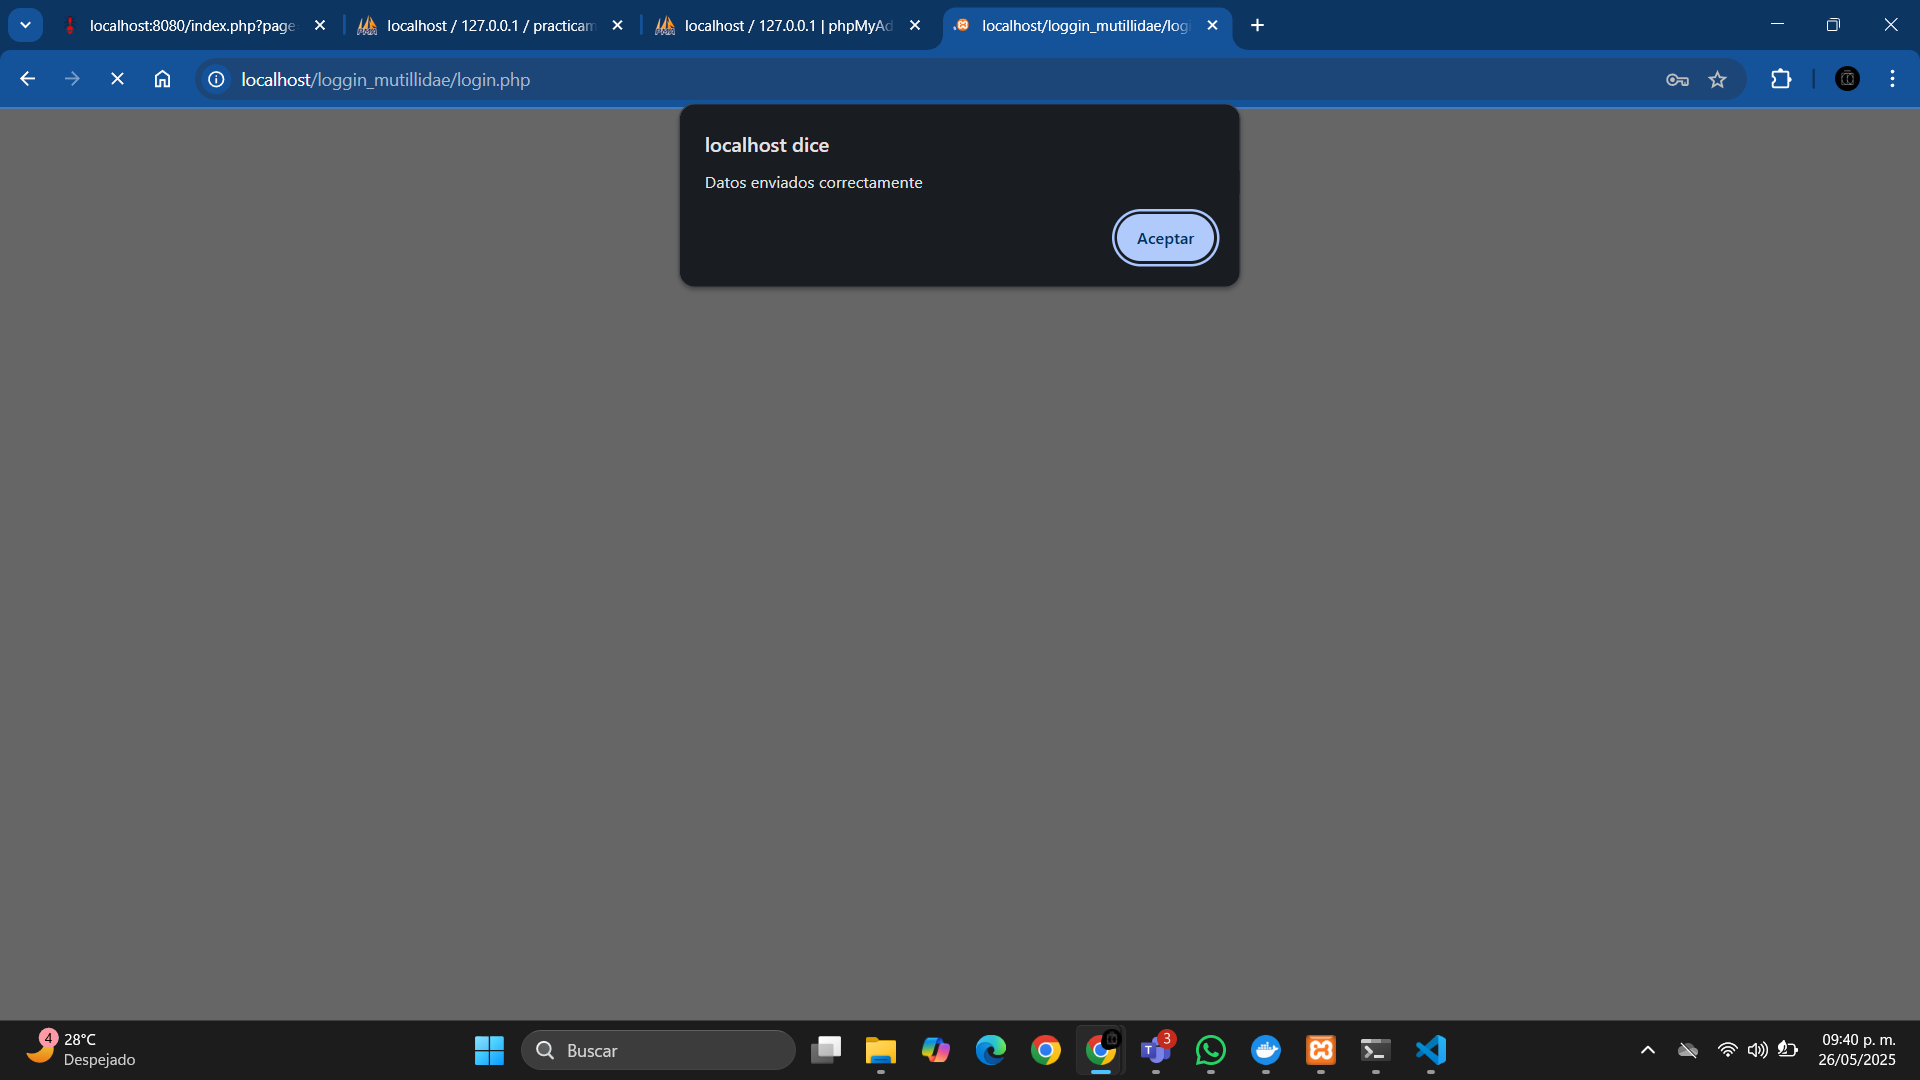 localhost:8080/index.php?page
localhost / 127.0.0.1 / practicam
localhost / 127.0.0.1 | phpMyAd
localhost/loggin_mutillidae/logi
localhost/loggin_mutillidae/login.php
localhost dice
Datos enviados correctamente
Aceptar
4
28°C
Despejado
Buscar
3
09:40 p. m.
26/05/2025